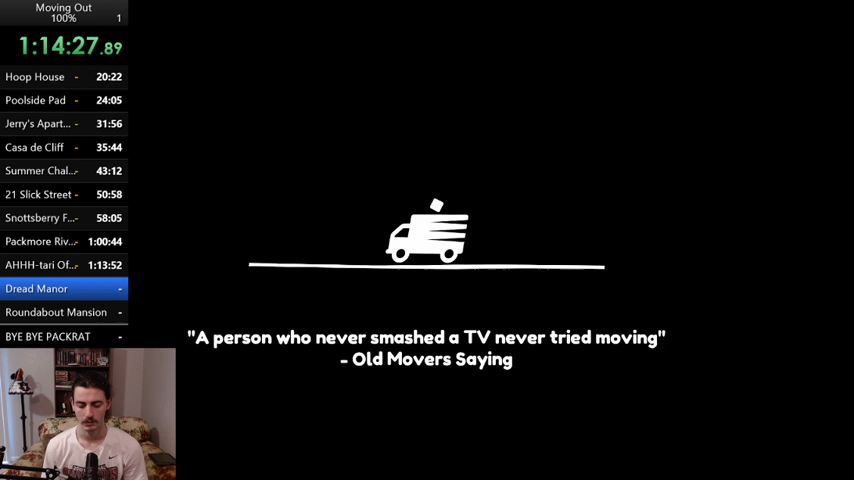 Moving Out
100% 1
1:14:27.89
Hoop House - 20:22
Poolside Pad - 24:05
Jerry's Apart... - 31:56
Casa de Cliff - 35:44
Summer Chal... - 43:12
21 Slick Street - 50:58
Snottsberry F... - 58:05
Packmore Riv... - 1:00:44
AHHH-tari Of... - 1:13:52
Dread Manor -
Roundabout Mansion -
BYE BYE PACKRAT -
"A person who never smashed a TV never tried moving"
- Old Movers Saying